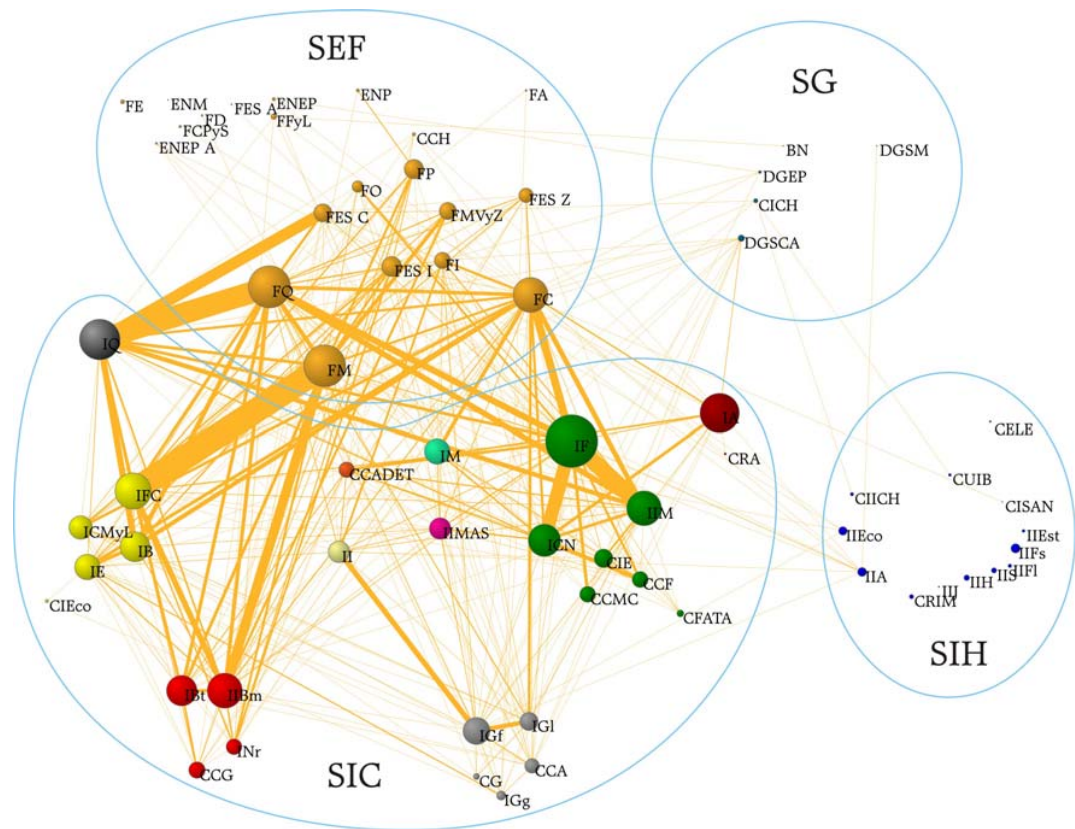 SEF
SG
FE
ENM
FES A
ENEP
ENP
FA
FD
FFyL
FCPyS
ENEP A
CCH
BN
DGSM
FP
DGEP
FO
FES Z
CICH
FES C
FMVyZ
DGSCA
FES I
FI
FQ
FC
IQ
FM
IA
CELE
IM
IF
CRA
CCADET
CUIB
IFC
CIICH
CISAN
IIM
ICMyL
IIMAS
IIEco
IIEst
IB
II
ICN
IIFs
IE
CIE
IIFl
IIS
IIA
CCF
IIH
CIEco
CCMC
IIJ
CRIM
CFATA
SIH
IBt
IIBm
IGf
IGl
INr
CCG
SIC
CG
CCA
IGg